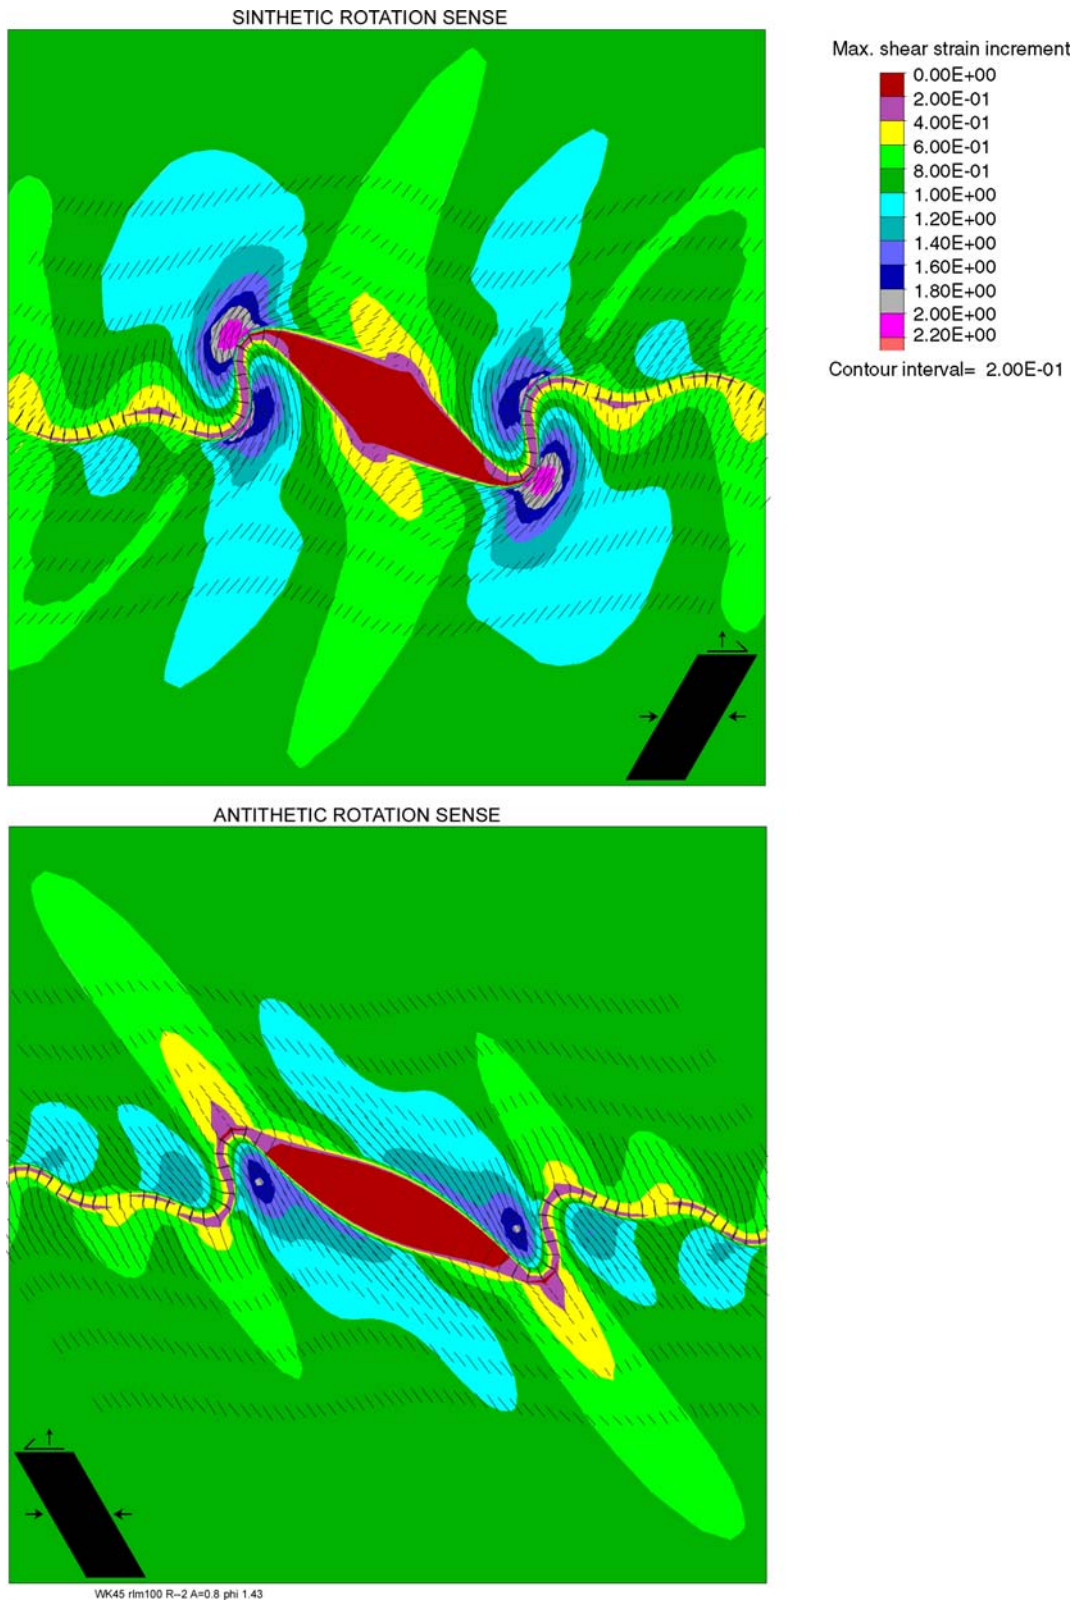 SINTHETIC ROTATION SENSE
Max. shear strain increment
0.00E+00
2.00E-01
4.00E-01
6.00E-01
8.00E-01
1.00E+00
1.20E+00
1.40E+00
1.60E+00
1.80E+00
2.00E+00
2.20E+00
Contour interval= 2.00E-01
ANTITHETIC ROTATION SENSE
WK45 rlm100 R--2 A=0.8 phi 1.43